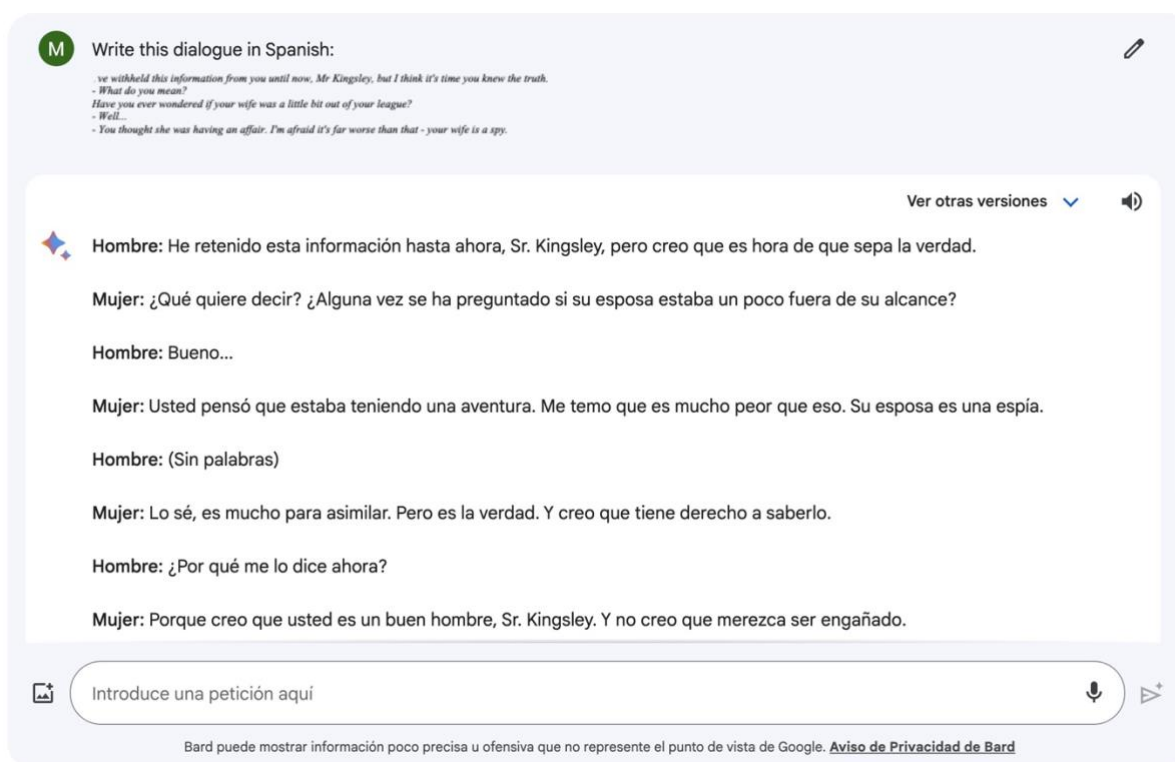 M
Write this dialogue in Spanish:
ve withheld this information from you until now, Mr Kingsley, but I think it's time you knew the truth.
- What do you mean?
Have you ever wondered if your wife was a little bit out of your league?
- Well...
- You thought she was having an affair. I'm afraid it's far worse than that - your wife is a spy.
Ver otras versiones
Hombre: He retenido esta información hasta ahora, Sr. Kingsley, pero creo que es hora de que sepa la verdad.
Mujer: ¿Qué quiere decir? ¿Alguna vez se ha preguntado si su esposa estaba un poco fuera de su alcance?
Hombre: Bueno...
Mujer: Usted pensó que estaba teniendo una aventura. Me temo que es mucho peor que eso. Su esposa es una espía.
Hombre: (Sin palabras)
Mujer: Lo sé, es mucho para asimilar. Pero es la verdad. Y creo que tiene derecho a saberlo.
Hombre: ¿Por qué me lo dice ahora?
Mujer: Porque creo que usted es un buen hombre, Sr. Kingsley. Y no creo que merezca ser engañado.
Introduce una petición aquí
Bard puede mostrar información poco precisa u ofensiva que no represente el punto de vista de Google. Aviso de Privacidad de Bard